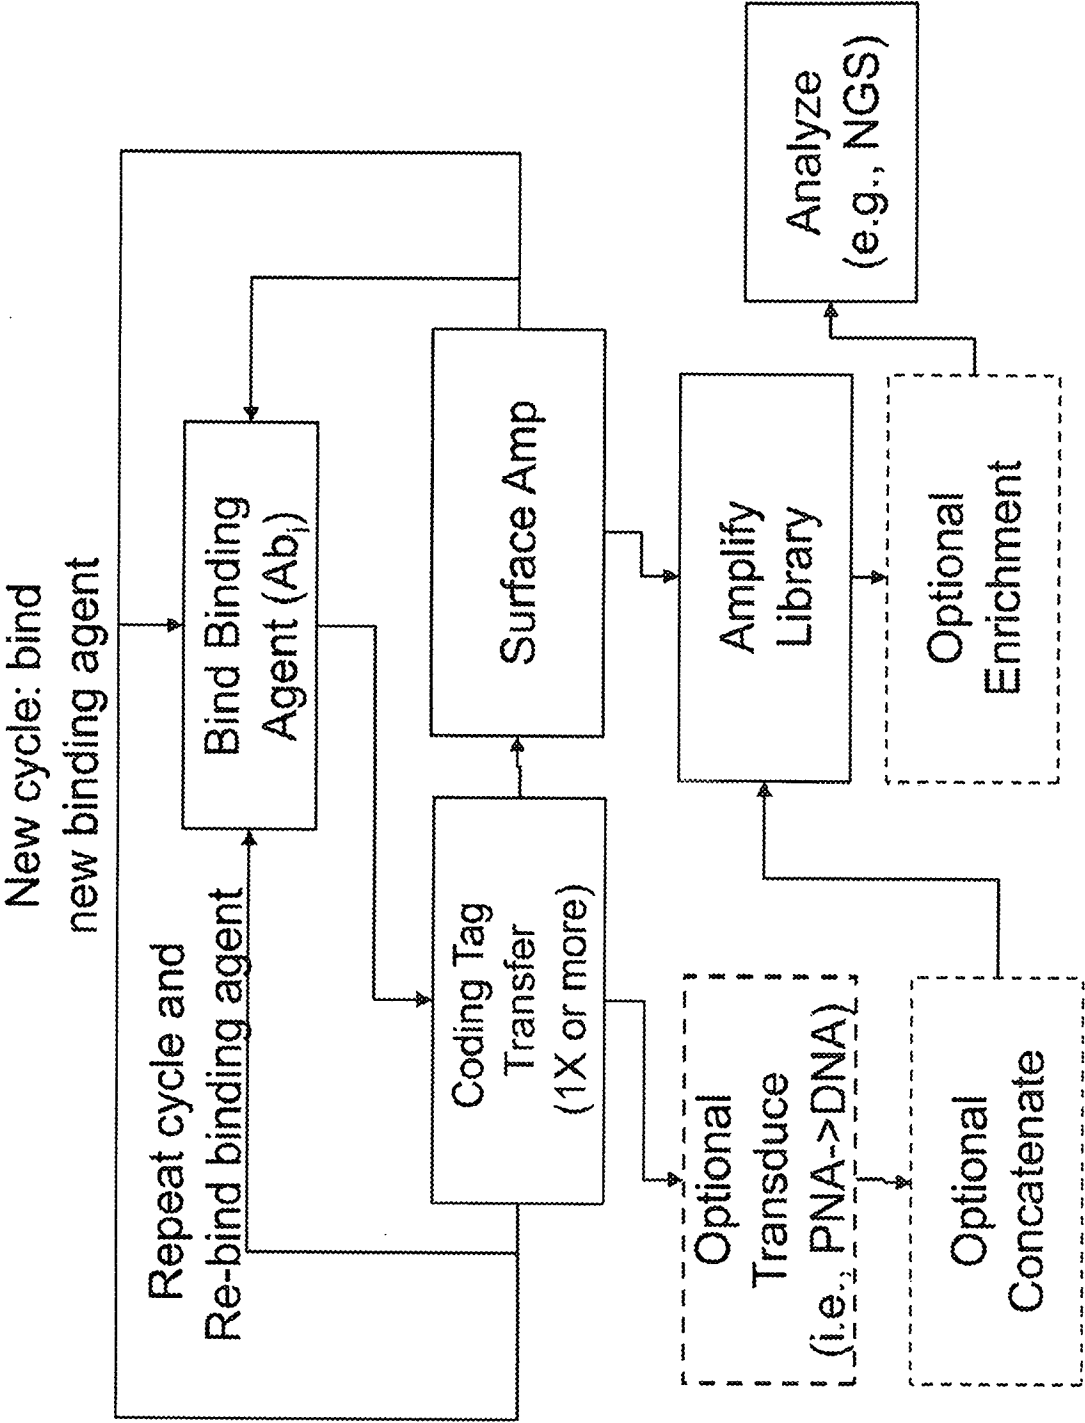 New cycle: bind
new binding agent
Repeat cycle and
Re-bind binding agent
Bind Binding
Agent (Abi)
Coding Tag
Transfer
(1X or more)
Surface Amp
Optional
Transduce
(i.e., PNA->DNA)
Optional
Concatenate
Amplify
Library
Optional
Enrichment
Analyze
(e.g., NGS)